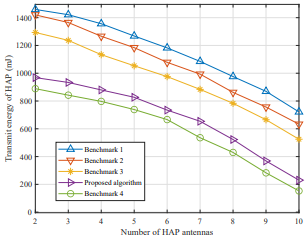 1400
1200
1000
800
600
400
200
0
Transmit energy of HAP (mJ)
Benchmark 1
Benchmark 2
Benchmark 3
Proposed algorithm
Benchmark 4
2 3 4 5 6 7 8 9 10
Number of HAP antennas